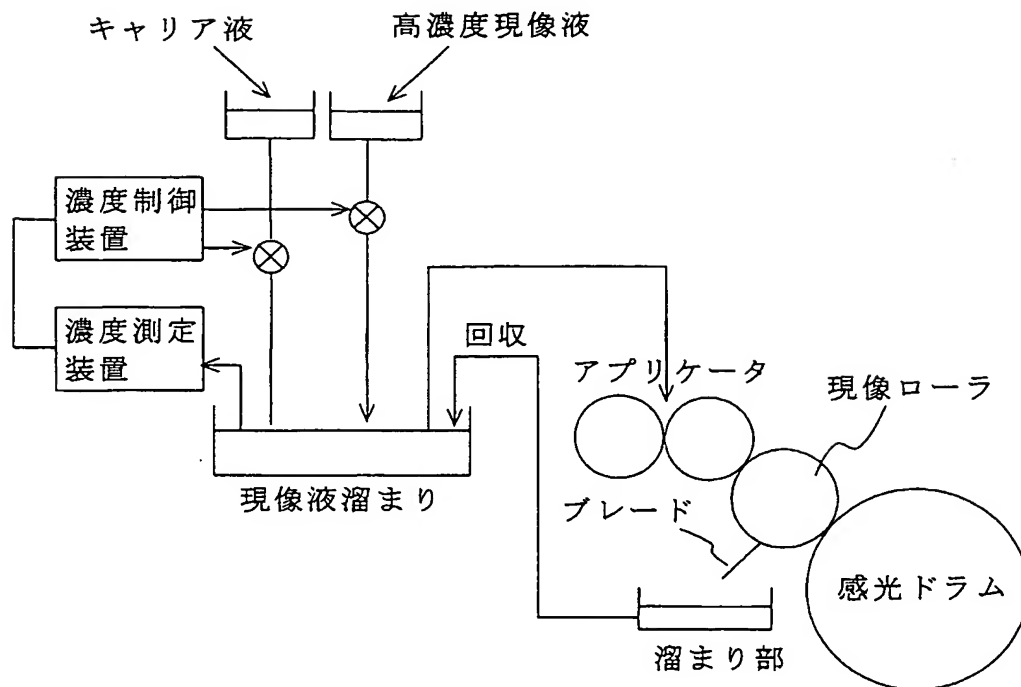 キャリア液
高濃度現像液
濃度制御
装置
濃度測定
装置
回収
アプリケータ
現像ローラ
現像液溜まり
ブレード
感光ドラム
溜まり部